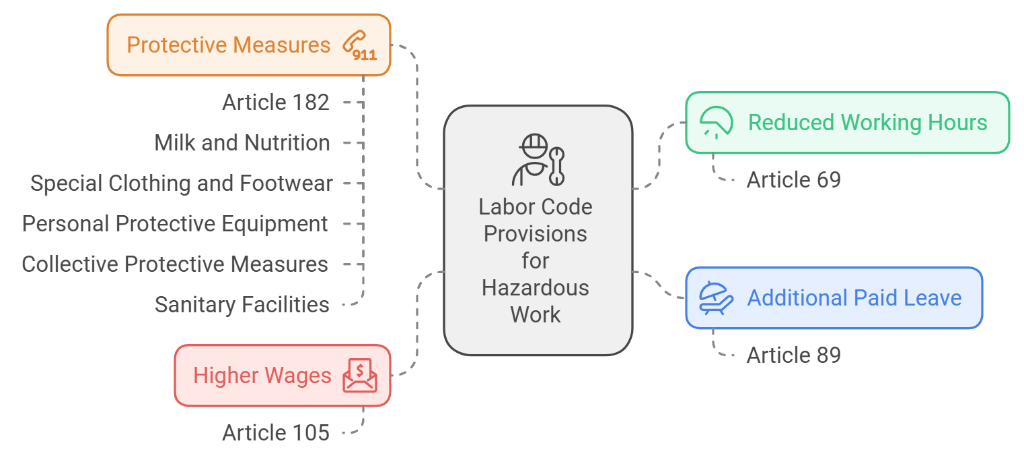 Protective Measures
911
Article 182
Milk and Nutrition
Special Clothing and Footwear
Personal Protective Equipment
Collective Protective Measures
Sanitary Facilities
Higher Wages
$
Article 105
Labor Code
Provisions
for
Hazardous
Work
Reduced Working Hours
Article 69
Additional Paid Leave
Article 89